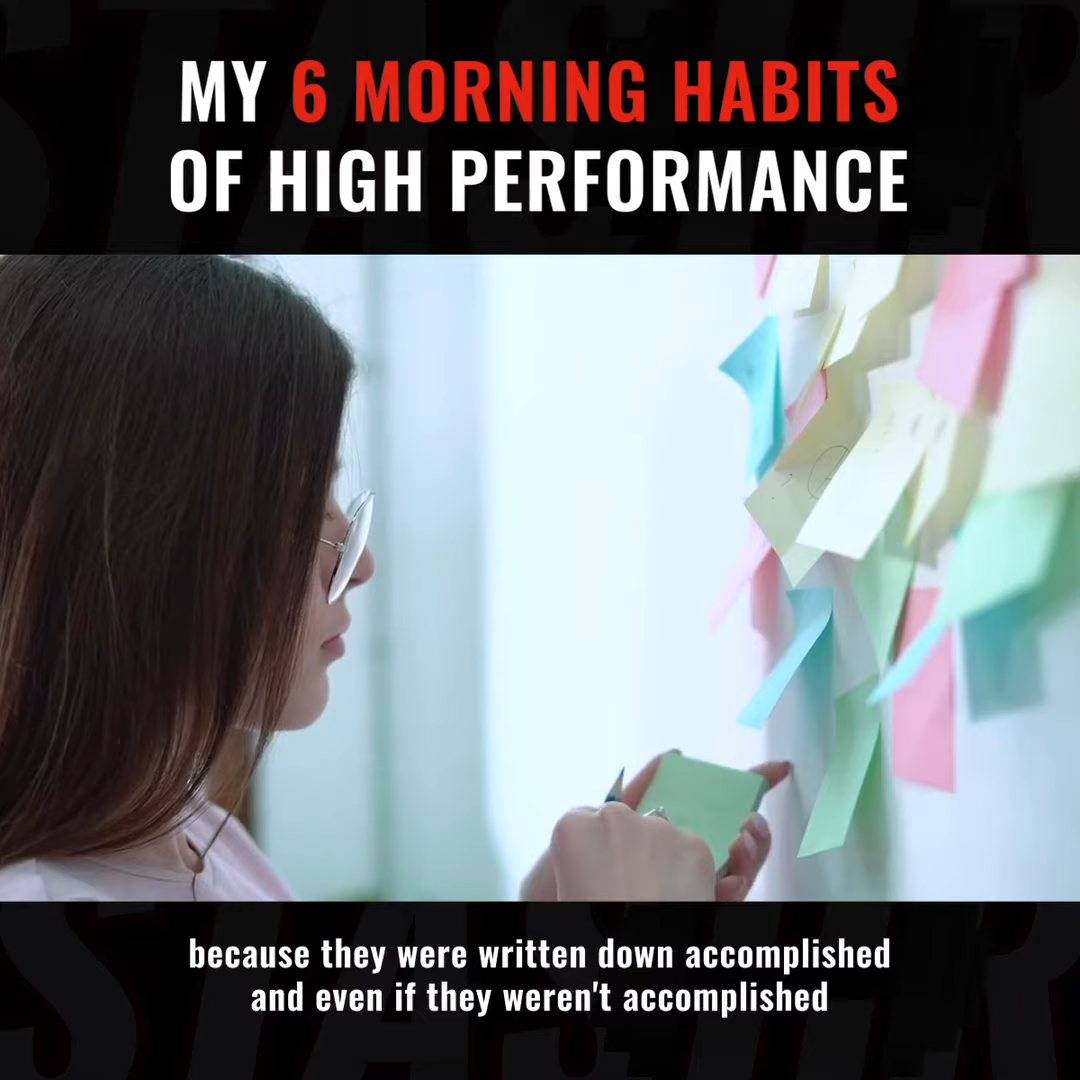 MY 6 MORNING HABITS
OF HIGH PERFORMANCE
because they were written down accomplished
and even if they weren't accomplished